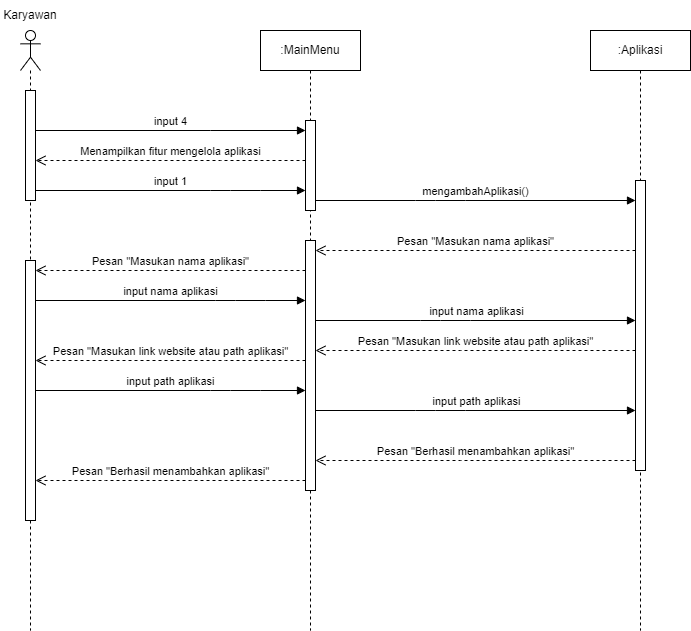 Karyawan
:MainMenu
:Aplikasi
input 4
Menampilkan fitur mengelola aplikasi
input 1
mengambahAplikasi()
Pesan "Masukan nama aplikasi"
Pesan "Masukan nama aplikasi"
input nama aplikasi
input nama aplikasi
Pesan "Masukan link website atau path aplikasi"
Pesan "Masukan link website atau path aplikasi"
input path aplikasi
input path aplikasi
Pesan "Berhasil menambahkan aplikasi"
Pesan "Berhasil menambahkan aplikasi"